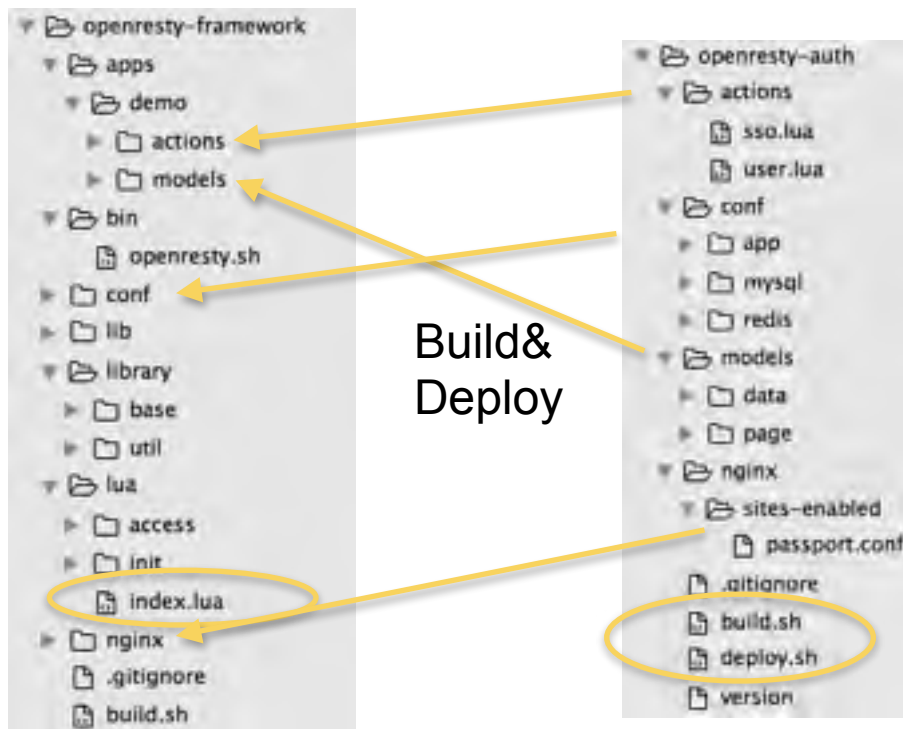 openresty-framework
apps
demo
actions
models
bin
openresty.sh
conf
lib
library
base
util
lua
access
init
index.lua
nginx
.gitignore
build.sh
Build&
Deploy
openresty-auth
actions
sso.lua
user.lua
conf
app
mysql
redis
models
data
page
nginx
sites-enabled
passport.conf
.gitignore
build.sh
deploy.sh
version